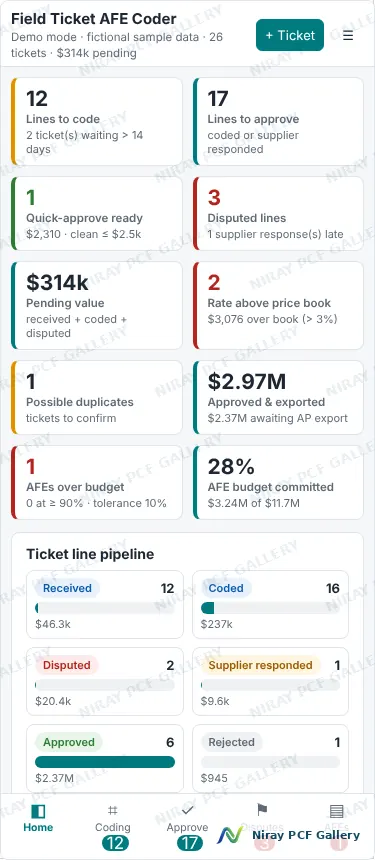 Field Ticket AFE Coder
Demo mode · fictional sample data · 26
tickets · $314k pending
+ Ticket
12
Lines to code
2 ticket(s) waiting > 14
days
17
Lines to approve
coded or supplier
responded
1
Quick-approve ready
$2,310 · clean ≤ $2.5k
3
Disputed lines
1 supplier response(s) late
$314k
Pending value
received + coded +
disputed
2
Rate above price book
$3,076 over book (> 3%)
1
Possible duplicates
tickets to confirm
$2.97M
Approved & exported
$2.37M awaiting AP export
1
AFEs over budget
0 at ≥ 90% · tolerance 10%
28%
AFE budget committed
$3.24M of $11.7M
Ticket line pipeline
Received 12
$46.3k
Coded 16
$237k
Disputed 2
$20.4k
Supplier responded 1
$9.6k
Approved 6
$2.37M
Rejected 1
$945
Home
Coding
12
Approve
17
Niray PCF Gallery
NIRAY PCF GALLERY